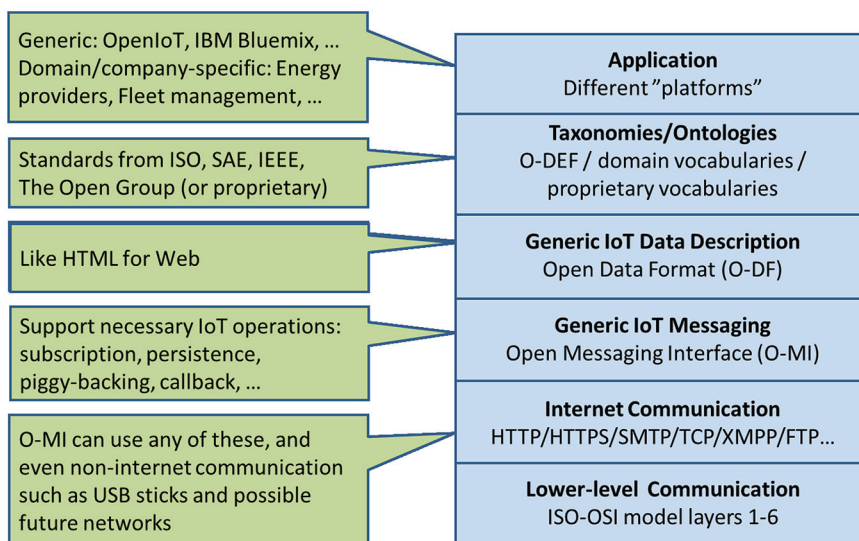 Generic: OpenIoT, IBM Bluemix, …
Domain/company-specific: Energy
providers, Fleet management, …
Application
Different ”platforms”
Standards from ISO, SAE, IEEE,
The Open Group (or proprietary)
Taxonomies/Ontologies
O-DEF / domain vocabularies /
proprietary vocabularies
Like HTML for Web
Generic IoT Data Description
Open Data Format (O-DF)
Support necessary IoT operations:
subscription, persistence,
piggy-backing, callback, …
Generic IoT Messaging
Open Messaging Interface (O-MI)
O-MI can use any of these, and
even non-internet communication
such as USB sticks and possible
future networks
Internet Communication
HTTP/HTTPS/SMTP/TCP/XMPP/FTP…
Lower-level Communication
ISO-OSI model layers 1-6